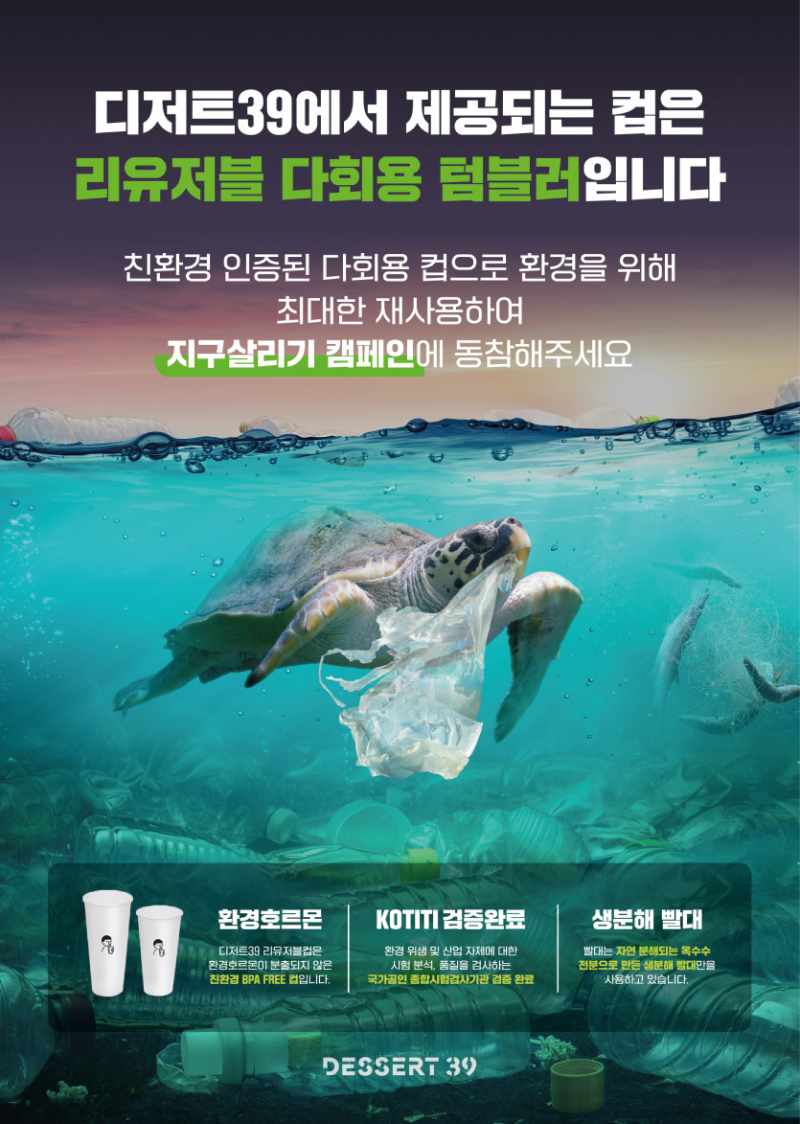 디저트39에서 제공되는 컵은
리유저블 다회용 텀블러입니다
친환경 인증된 다회용 컵으로 환경을 위해
최대한 재사용하여
지구살리기 캠페인에 동참해주세요
환경호르몬
디저트39 리유저블컵은
환경호르몬이 분출되지 않은
친환경 BPA FREE 컵입니다.
KOTITI 검증완료
환경 위생 및 산업 자재에 대한
시험 분석, 품질을 검사하는
국가공인 종합시험검사기관 검증 완료
생분해 빨대
빨대는 자연 분해되는 옥수수
전분으로 만든 생분해 빨대만을
사용하고 있습니다.
DESSERT 39